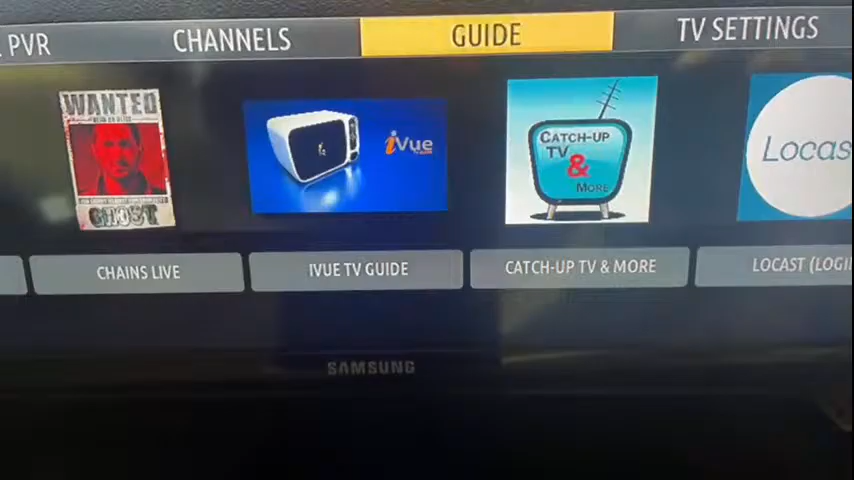 PVR
CHANNELS
GUIDE
TV SETTINGS
WANTED
GHOST
iVue
CATCH-UP
TV
&
MORE
Locas
CHAINS LIVE
IVUE TV GUIDE
CATCH-UP TV & MORE
LOCAST (LOGI
SAMSUNG